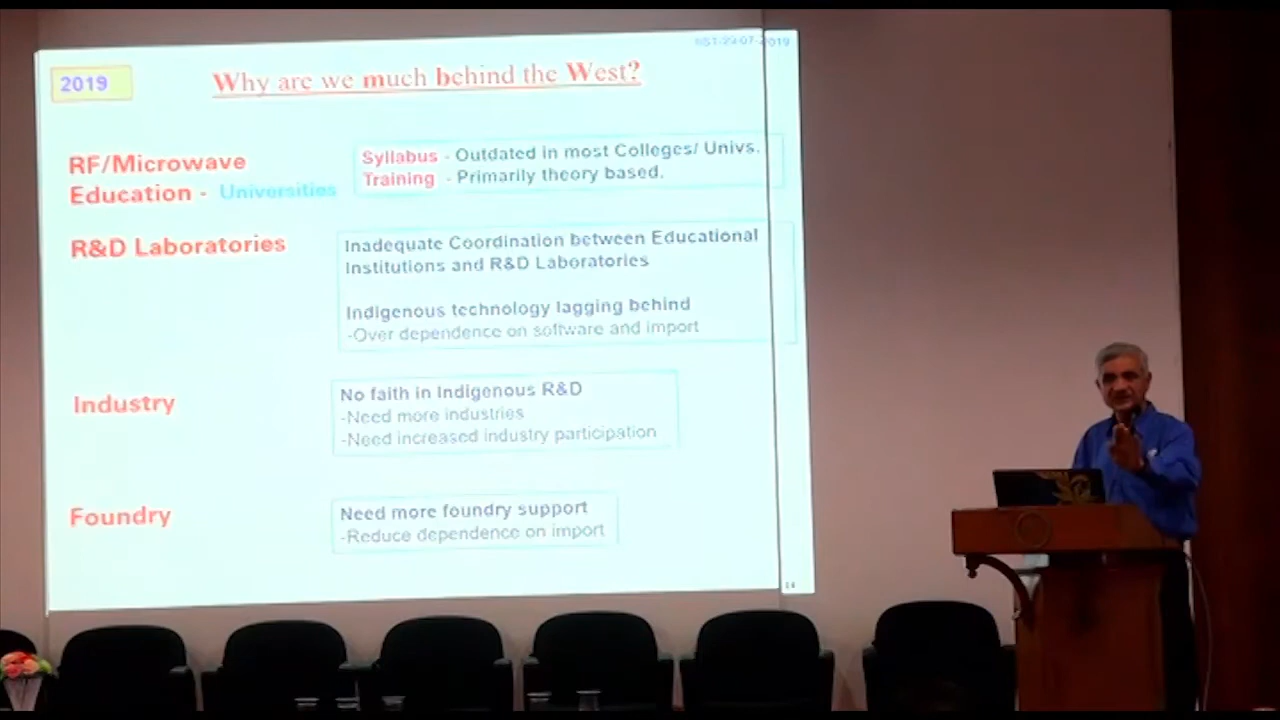 2019
Why are we much behind the West?
RF/Microwave
Education - Universities
Syllabus - Outdated in most Colleges/ Univs.
Training - Primarily theory based.
R&D Laboratories
Inadequate Coordination between Educational
Institutions and R&D Laboratories
Indigenous technology lagging behind
-Over dependence on software and import
Industry
No faith in Indigenous R&D
-Need more industries
-Need increased industry participation
Foundry
Need more foundry support
-Reduce dependence on import
14